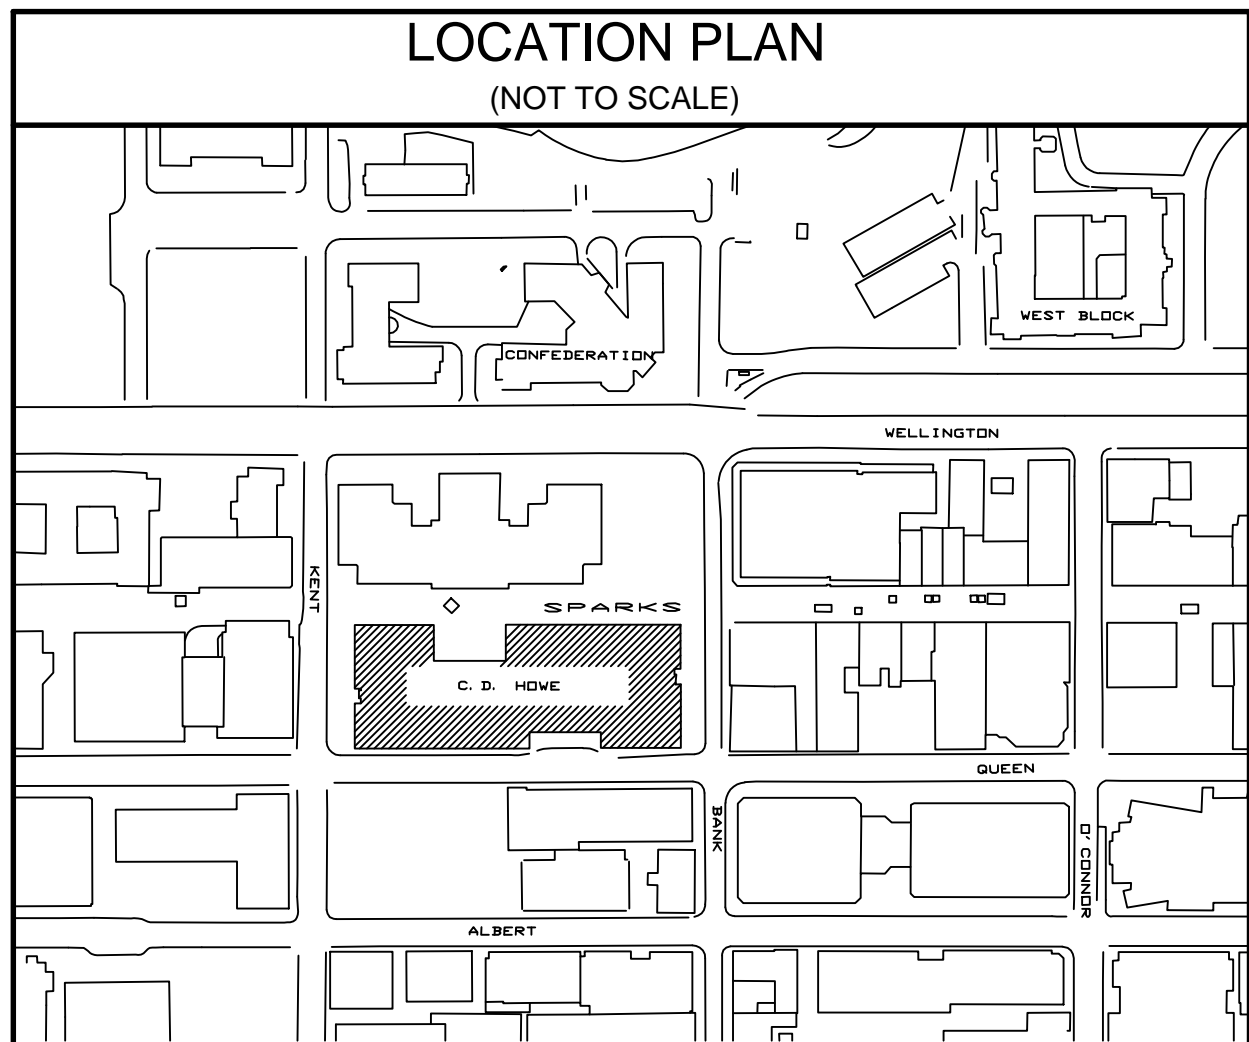 LOCATION PLAN
(NOT TO SCALE)
WEST BLOCK
CONFEDERATION
WELLINGTON
KENT
SPARKS
C. D. HOWE
QUEEN
BANK
O' CONNOR
ALBERT